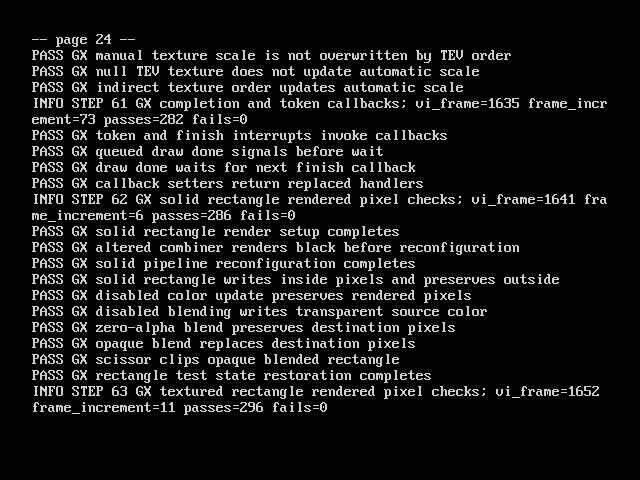 -- page 24 --
PASS GX manual texture scale is not overwritten by TEV order
PASS GX null TEV texture does not update automatic scale
PASS GX indirect texture order updates automatic scale
INFO STEP 61 GX completion and token callbacks; vi_frame=1635 frame_incr
ement=73 passes=282 fails=0
PASS GX token and finish interrupts invoke callbacks
PASS GX queued draw done signals before wait
PASS GX draw done waits for next finish callback
PASS GX callback setters return replaced handlers
INFO STEP 62 GX solid rectangle rendered pixel checks; vi_frame=1641 fra
me_increment=6 passes=286 fails=0
PASS GX solid rectangle render setup completes
PASS GX altered combiner renders black before reconfiguration
PASS GX solid pipeline reconfiguration completes
PASS GX solid rectangle writes inside pixels and preserves outside
PASS GX disabled color update preserves rendered pixels
PASS GX disabled blending writes transparent source color
PASS GX zero-alpha blend preserves destination pixels
PASS GX opaque blend replaces destination pixels
PASS GX scissor clips opaque blended rectangle
PASS GX rectangle test state restoration completes
INFO STEP 63 GX textured rectangle rendered pixel checks; vi_frame=1652
frame_increment=11 passes=296 fails=0